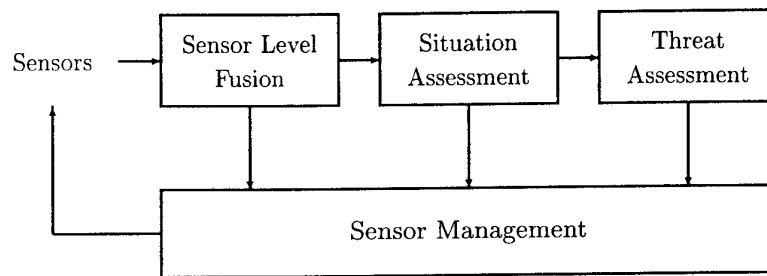 Sensors
Sensor Level
Fusion
Situation
Assessment
Threat
Assessment
Sensor Management